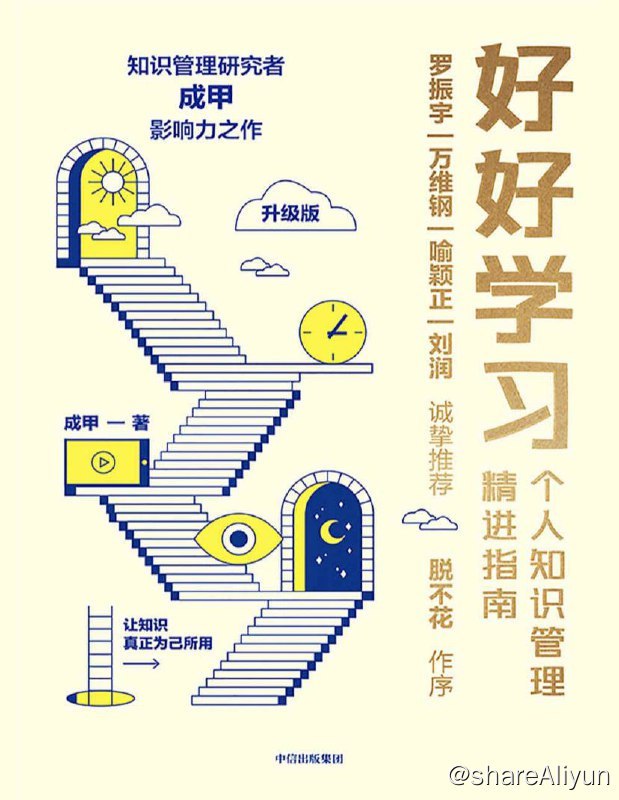 知识管理研究者
成甲
影响力之作
升级版
好好学习
个人知识管理
精进指南
罗振宇|万维钢|喻颖正|刘润 诚挚推荐
脱不花 作序
成甲 一 著
让知识
真正为己所用
中信出版集团
@shareAliyun